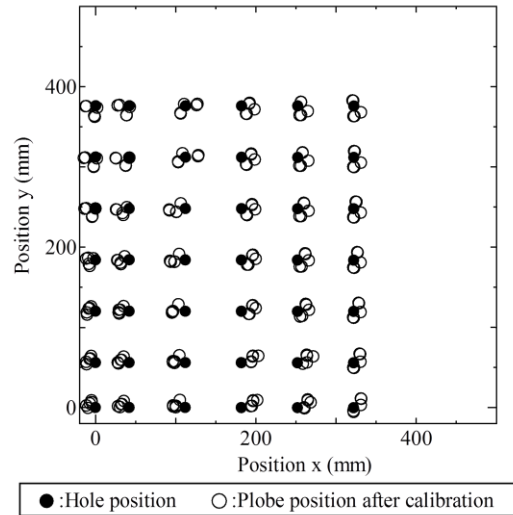 400
200
0
Position y (mm)
0 200 400
Position x (mm)
●:Hole position ○:Plobe position after calibration